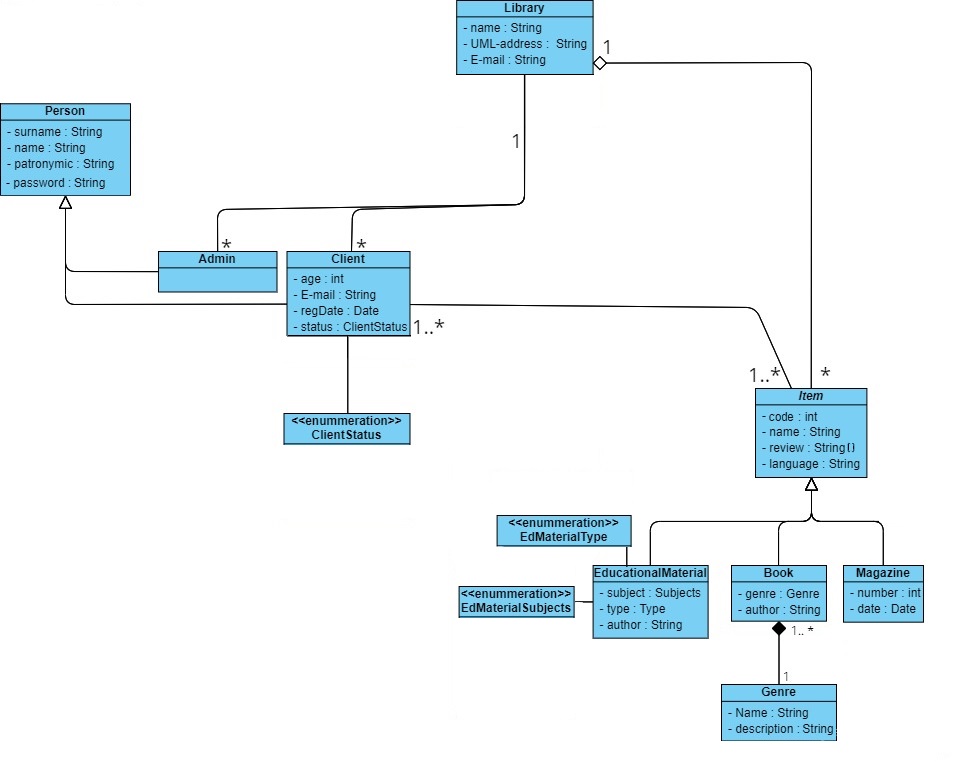 Library
- name : String
- UML-address : String
- E-mail : String
1
1
Person
- surname : String
- name : String
- patronymic : String
- password : String
*
*
Admin
Client
- age : int
- E-mail : String
- regDate : Date
- status : ClientStatus
1..*
1..*
*
Item
- code : int
- name : String
- review : String[]
- language : String
<<enummeration>>
ClientStatus
<<enummeration>>
EdMaterialType
<<enummeration>>
EdMaterialSubjects
EducationalMaterial
- subject : Subjects
- type : Type
- author : String
Book
- genre : Genre
- author : String
Magazine
- number : int
- date : Date
1.. *
1
Genre
- Name : String
- description : String